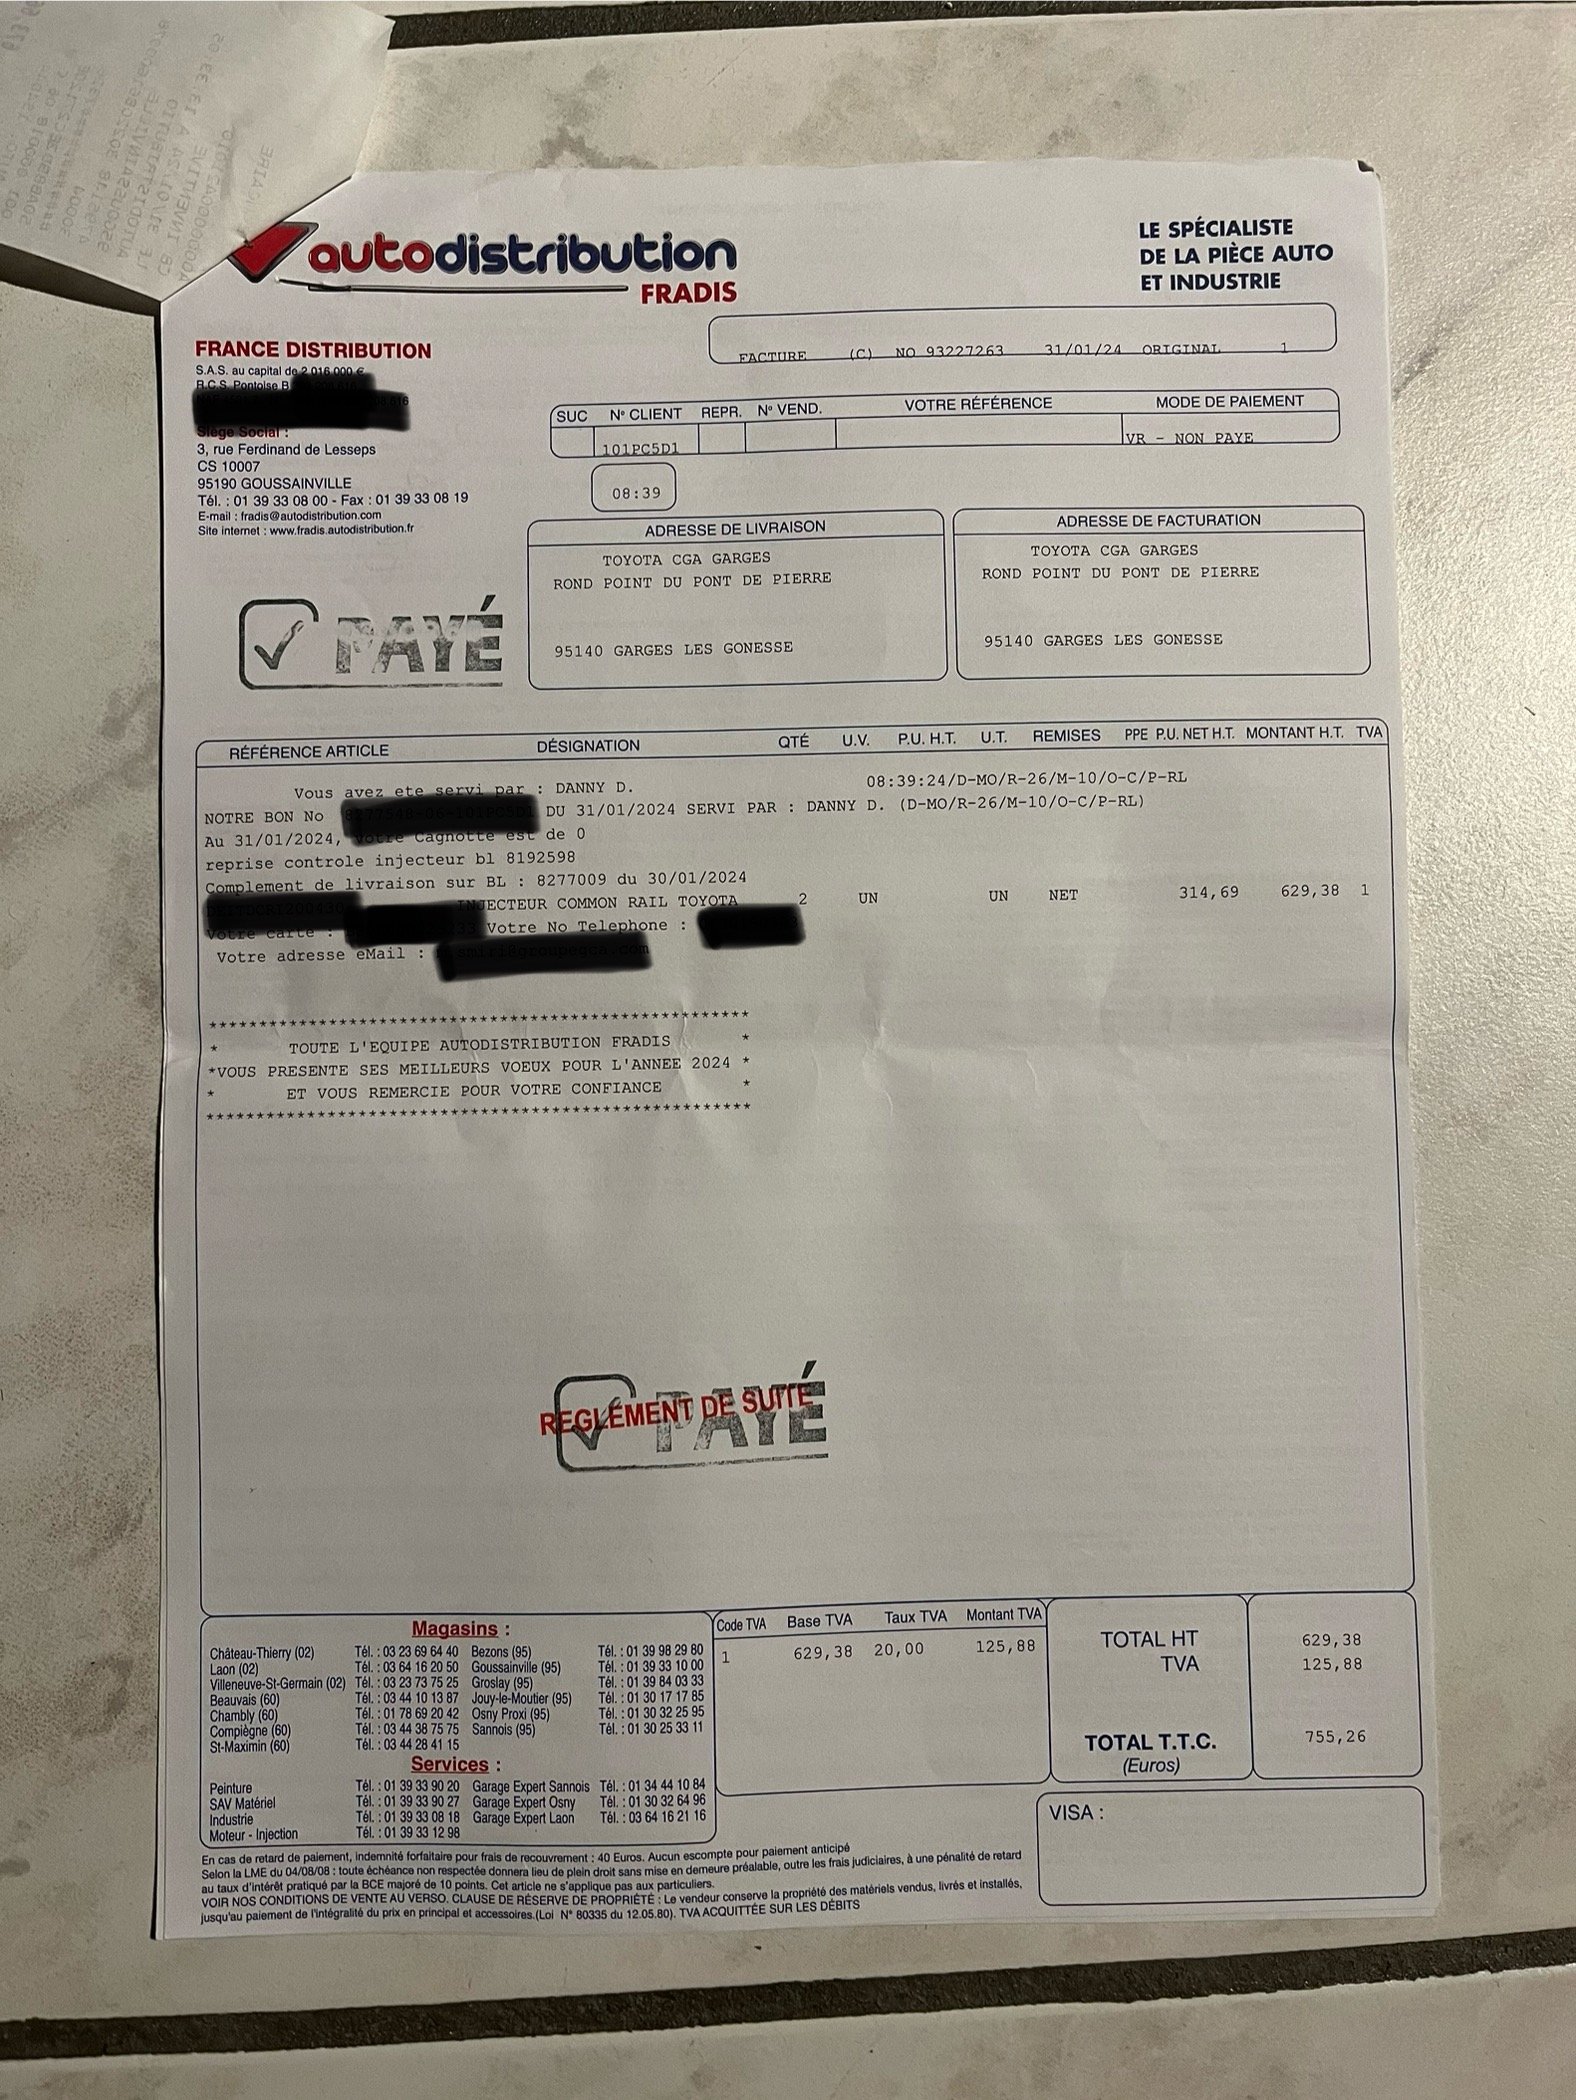 autodistribution
FRADIS
LE SPÉCIALISTE
DE LA PIÈCE AUTO
ET INDUSTRIE
FRANCE DISTRIBUTION
S.A.S. au capital de 2 016 000 €
R.C.S. Pontoise B
Siège Social :
3, rue Ferdinand de Lesseps
CS 10007
95190 GOUSSAINVILLE
Tél. : 01 39 33 08 00 - Fax : 01 39 33 08 19
E-mail : fradis@autodistribution.com
Site internet : www.fradis.autodistribution.fr
FACTURE (C) NO 93227263 31/01/24 ORIGINAL 1
SUC N° CLIENT REPR. N° VEND. VOTRE RÉFÉRENCE MODE DE PAIEMENT
101PC5D1 VR - NON PAYE
08:39
ADRESSE DE LIVRAISON
TOYOTA CGA GARGES
ROND POINT DU PONT DE PIERRE
95140 GARGES LES GONESSE
ADRESSE DE FACTURATION
TOYOTA CGA GARGES
ROND POINT DU PONT DE PIERRE
95140 GARGES LES GONESSE
PAYÉ
RÉFÉRENCE ARTICLE DÉSIGNATION QTÉ U.V. P.U. H.T. U.T. REMISES PPE P.U. NET H.T. MONTANT H.T. TVA
Vous avez ete servi par : DANNY D. 08:39:24/D-MO/R-26/M-10/O-C/P-RL
NOTRE BON No DU 31/01/2024 SERVI PAR : DANNY D. (D-MO/R-26/M-10/O-C/P-RL)
Au 31/01/2024, votre Cagnotte est de 0
reprise controle injecteur bl 8192598
Complement de livraison sur BL : 8277009 du 30/01/2024
INJECTEUR COMMON RAIL TOYOTA 2 UN UN NET 314,69 629,38 1
Votre carte : Votre No Telephone :
Votre adresse eMail :
*******************************************************
* TOUTE L'EQUIPE AUTODISTRIBUTION FRADIS *
*VOUS PRESENTE SES MEILLEURS VOEUX POUR L'ANNEE 2024 *
* ET VOUS REMERCIE POUR VOTRE CONFIANCE *
*******************************************************
PAYÉ
REGLÉMENT DE SUITE
Magasins :
Château-Thierry (02) Tél. : 03 23 69 64 40 Bezons (95) Tél. : 01 39 98 29 80
Laon (02) Tél. : 03 64 16 20 50 Goussainville (95) Tél. : 01 39 33 10 00
Villeneuve-St-Germain (02) Tél. : 03 23 73 75 25 Groslay (95) Tél. : 01 39 84 03 33
Beauvais (60) Tél. : 03 44 10 13 87 Jouy-le-Moutier (95) Tél. : 01 30 17 17 85
Chambly (60) Tél. : 01 78 69 20 42 Osny Proxi (95) Tél. : 01 30 32 25 95
Compiègne (60) Tél. : 03 44 38 75 75 Sannois (95) Tél. : 01 30 25 33 11
St-Maximin (60) Tél. : 03 44 28 41 15
Services :
Peinture Tél. : 01 39 33 90 20 Garage Expert Sannois Tél. : 01 34 44 10 84
SAV Matériel Tél. : 01 39 33 90 27 Garage Expert Osny Tél. : 01 30 32 64 96
Industrie Tél. : 01 39 33 08 18 Garage Expert Laon Tél. : 03 64 16 21 16
Moteur - Injection Tél. : 01 39 33 12 98
Code TVA Base TVA Taux TVA Montant TVA
1 629,38 20,00 125,88
TOTAL HT 629,38
TVA 125,88
TOTAL T.T.C. 755,26
(Euros)
VISA :
En cas de retard de paiement, indemnité forfaitaire pour frais de recouvrement : 40 Euros. Aucun escompte pour paiement anticipé
Selon la LME du 04/08/08 : toute échéance non respectée donnera lieu de plein droit sans mise en demeure préalable, outre les frais judiciaires, à une pénalité de retard
au taux d'intérêt pratiqué par la BCE majoré de 10 points. Cet article ne s'applique pas aux particuliers.
VOIR NOS CONDITIONS DE VENTE AU VERSO. CLAUSE DE RÉSERVE DE PROPRIÉTÉ : Le vendeur conserve la propriété des matériels vendus, livrés et installés,
jusqu'au paiement de l'intégralité du prix en principal et accessoires.(Loi N° 80335 du 12.05.80). TVA ACQUITTÉE SUR LES DÉBITS